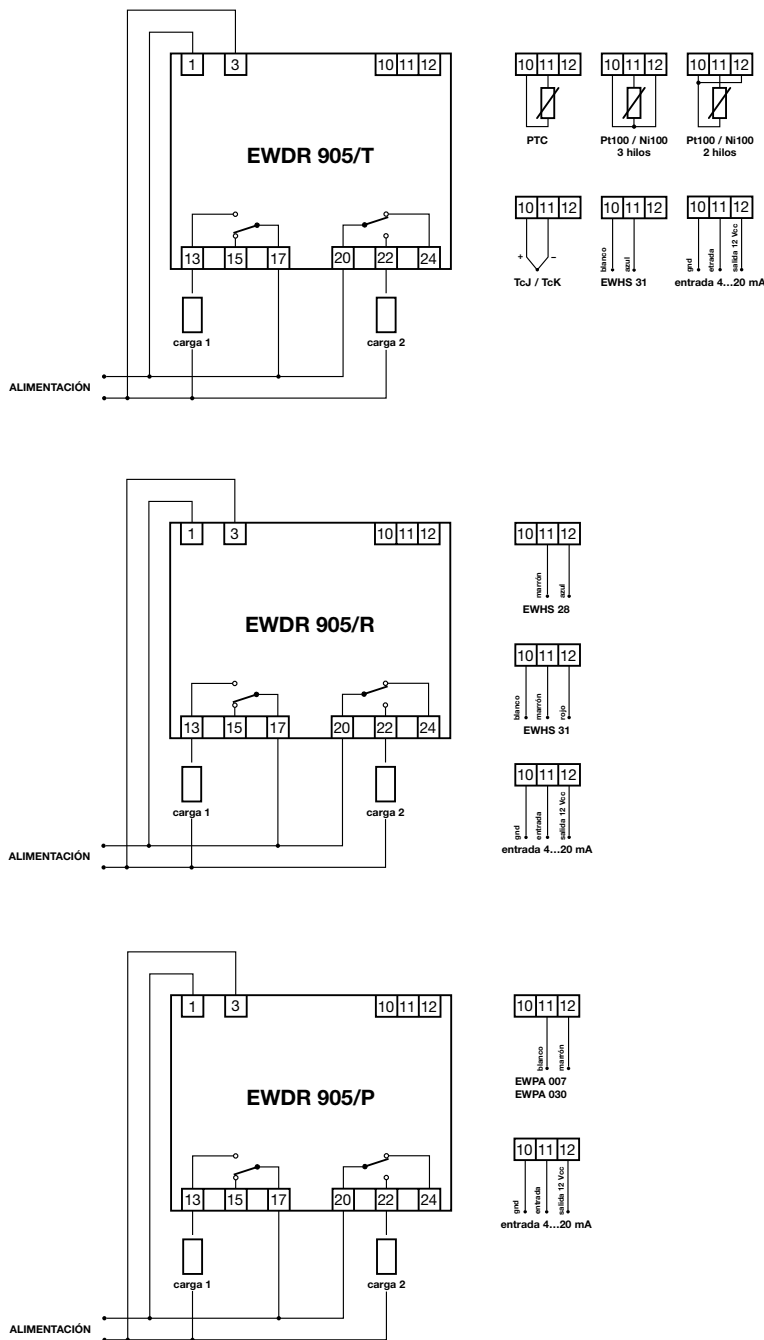 1 3 10 11 12
EWDR 905/T
13 15 17 20 22 24
carga 1 carga 2
ALIMENTACIÓN
10 11 12
PTC
10 11 12
Pt100 / Ni100
3 hilos
10 11 12
Pt100 / Ni100
2 hilos
10 11 12
+ –
TcJ / TcK
10 11 12
blanco
azul
EWHS 31
10 11 12
gnd
etrada
salida 12 Vcc
entrada 4...20 mA
1 3 10 11 12
EWDR 905/R
13 15 17 20 22 24
carga 1 carga 2
ALIMENTACIÓN
10 11 12
marrón
azul
EWHS 28
10 11 12
blanco
marrón
rojo
EWHS 31
10 11 12
gnd
entrada
salida 12 Vcc
entrada 4...20 mA
1 3 10 11 12
EWDR 905/P
13 15 17 20 22 24
carga 1 carga 2
ALIMENTACIÓN
10 11 12
blanco
marrón
EWPA 007
EWPA 030
10 11 12
gnd
entrada
salida 12 Vcc
entrada 4...20 mA